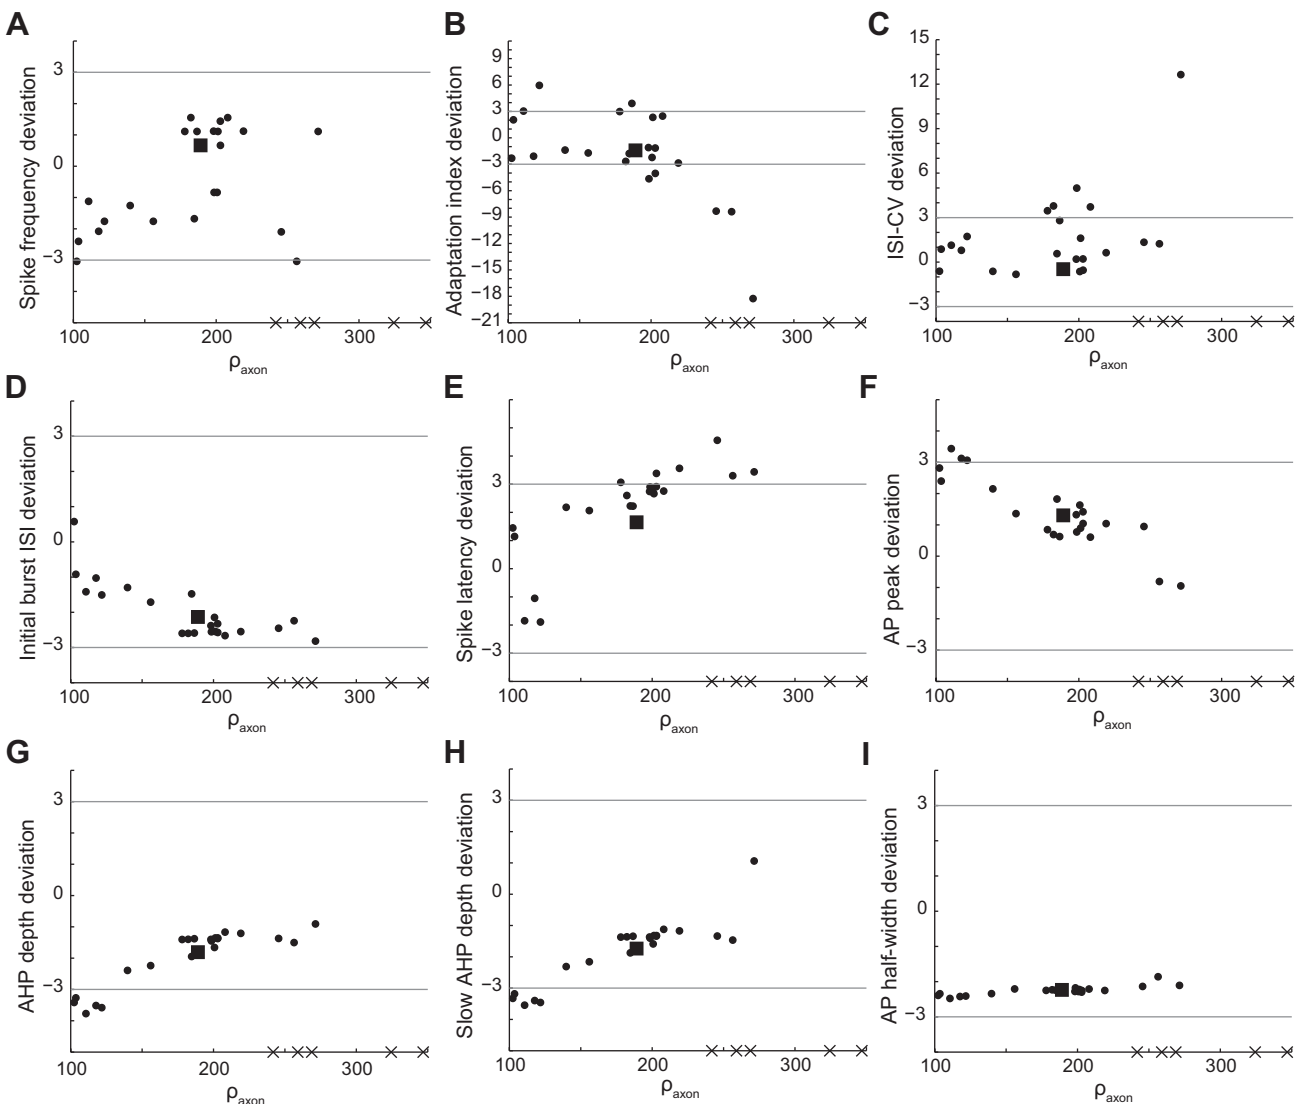 A
Spike frequency deviation
3
0
−3
100
200
300
ρaxon
B
Adaptation index deviation
9
6
3
0
−3
−6
−9
−12
−15
−18
−21
100
200
300
ρaxon
C
ISI-CV deviation
15
12
9
6
3
0
−3
100
200
300
ρaxon
D
Initial burst ISI deviation
3
0
−3
100
200
300
ρaxon
E
Spike latency deviation
3
0
−3
100
200
300
ρaxon
F
AP peak deviation
3
0
−3
100
200
300
ρaxon
G
AHP depth deviation
3
0
−3
100
200
300
ρaxon
H
Slow AHP depth deviation
3
0
−3
100
200
300
ρaxon
I
AP half-width deviation
3
0
−3
100
200
300
ρaxon